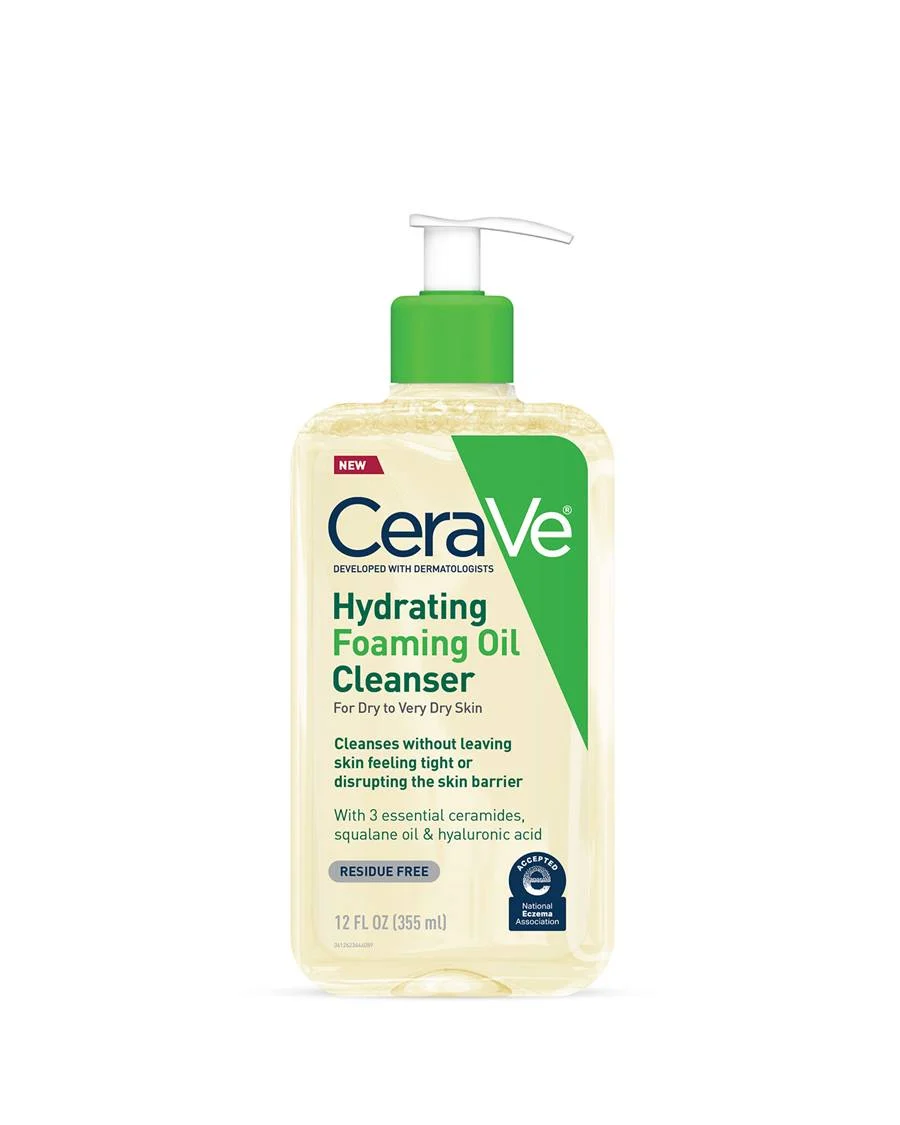 NEW
CeraVe®
DEVELOPED WITH DERMATOLOGISTS
Hydrating
Foaming Oil
Cleanser
For Dry to Very Dry Skin
Cleanses without leaving
skin feeling tight or
disrupting the skin barrier
With 3 essential ceramides,
squalane oil & hyaluronic acid
RESIDUE FREE
ACCEPTED
e
National
Eczema
Association
12 FL OZ (355 ml)